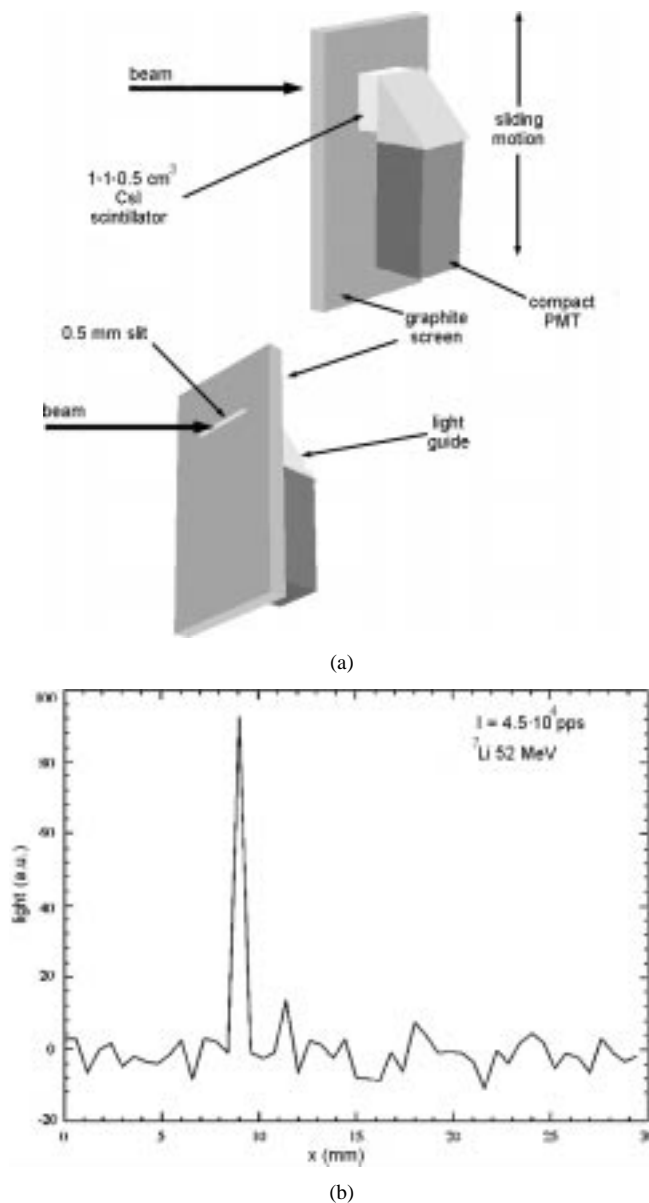 beam
sliding
motion
1·1·0.5 cm³
CsI
scintillator
compact
PMT
graphite
screen
0.5 mm slit
beam
light
guide
(a)
100
80
60
40
20
0
-20
light (a.u.)
I = 4.5·10⁴ pps
⁷Li 52 MeV
0 5 10 15 20 25 30
x (mm)
(b)